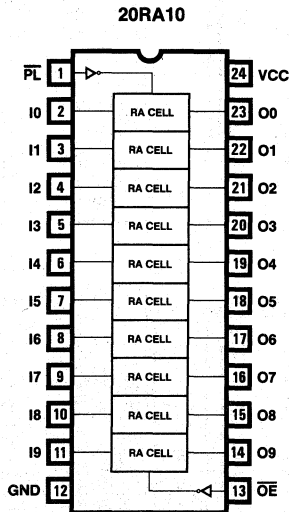 20RA10
P̅L̅ 1 24 VCC
I0 2 RA CELL 23 O0
I1 3 RA CELL 22 O1
I2 4 RA CELL 21 O2
I3 5 RA CELL 20 O3
I4 6 RA CELL 19 O4
I5 7 RA CELL 18 O5
I6 8 RA CELL 17 O6
I7 9 RA CELL 16 O7
I8 10 RA CELL 15 O8
I9 11 RA CELL 14 O9
GND 12 13 O̅E̅